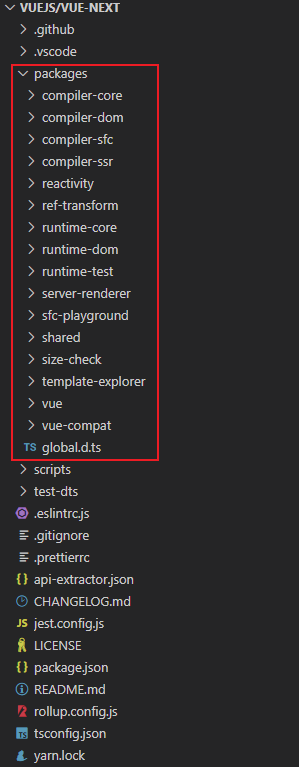 VUEJS/VUE-NEXT
.github
.vscode
packages
compiler-core
compiler-dom
compiler-sfc
compiler-ssr
reactivity
ref-transform
runtime-core
runtime-dom
runtime-test
server-renderer
sfc-playground
shared
size-check
template-explorer
vue
vue-compat
TS global.d.ts
scripts
test-dts
.eslintrc.js
.gitignore
.prettierrc
{} api-extractor.json
CHANGELOG.md
JS jest.config.js
LICENSE
{} package.json
README.md
rollup.config.js
TS tsconfig.json
yarn.lock